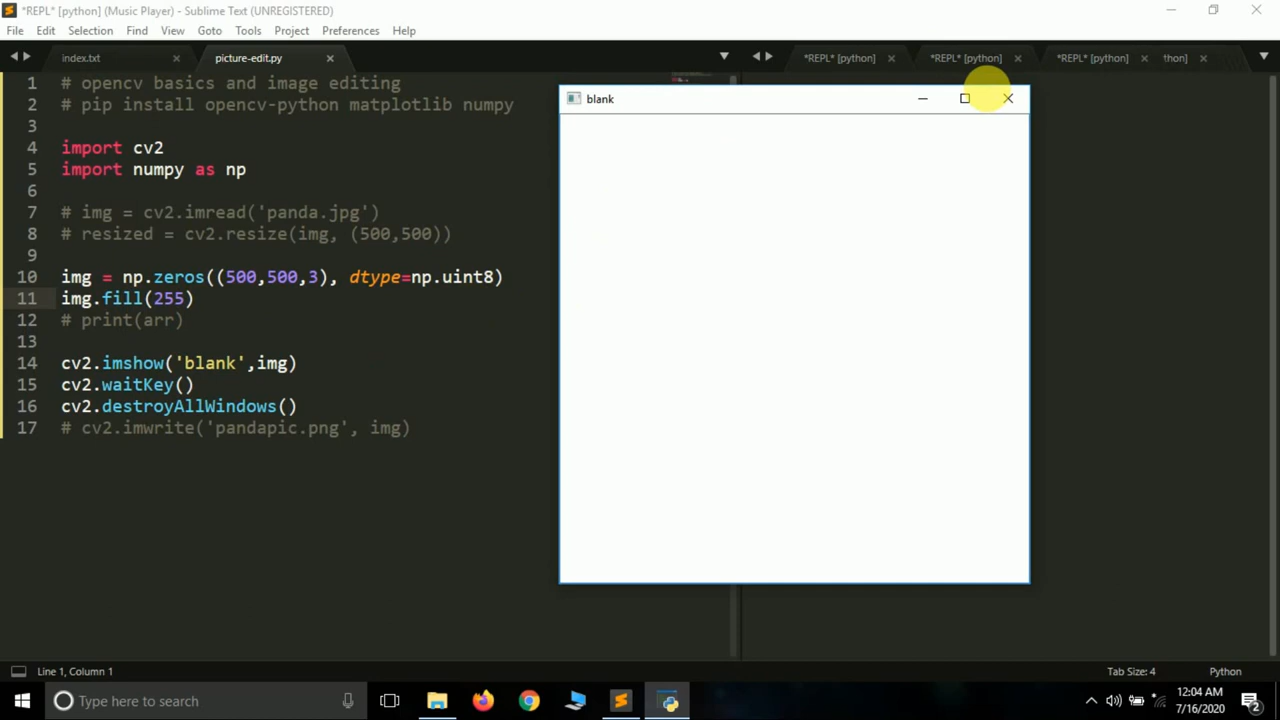 *REPL* [python] (Music Player) - Sublime Text (UNREGISTERED)
File Edit Selection Find View Goto Tools Project Preferences Help
index.txt picture-edit.py *REPL* [python] *REPL* [python] *REPL* [python] thon]
1 # opencv basics and image editing
2 # pip install opencv-python matplotlib numpy
3
4 import cv2
5 import numpy as np
6
7 # img = cv2.imread('panda.jpg')
8 # resized = cv2.resize(img, (500,500))
9
10 img = np.zeros((500,500,3), dtype=np.uint8)
11 img.fill(255)
12 # print(arr)
13
14 cv2.imshow('blank',img)
15 cv2.waitKey()
16 cv2.destroyAllWindows()
17 # cv2.imwrite('pandapic.png', img)
blank
Line 1, Column 1 Tab Size: 4 Python
Type here to search
12:04 AM
7/16/2020
2